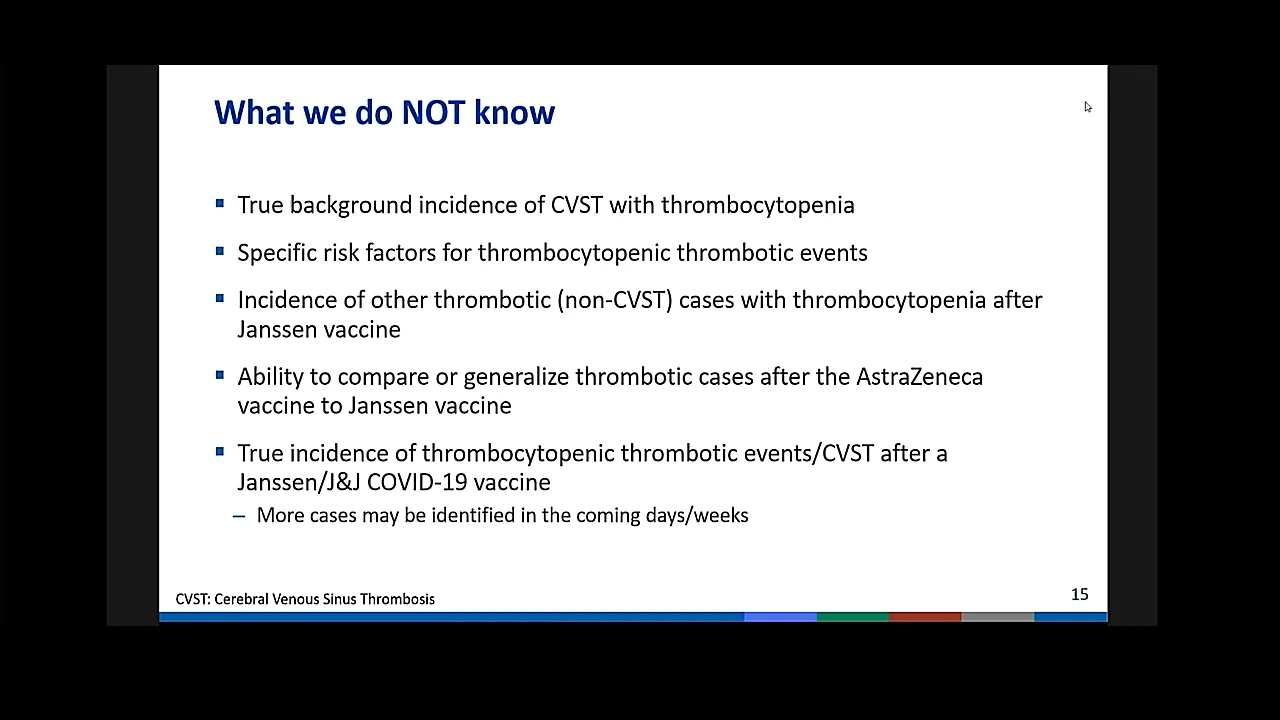 What we do NOT know
True background incidence of CVST with thrombocytopenia
Specific risk factors for thrombocytopenic thrombotic events
Incidence of other thrombotic (non-CVST) cases with thrombocytopenia after
Janssen vaccine
Ability to compare or generalize thrombotic cases after the AstraZeneca
vaccine to Janssen vaccine
True incidence of thrombocytopenic thrombotic events/CVST after a
Janssen/J&J COVID-19 vaccine
– More cases may be identified in the coming days/weeks
CVST: Cerebral Venous Sinus Thrombosis
15